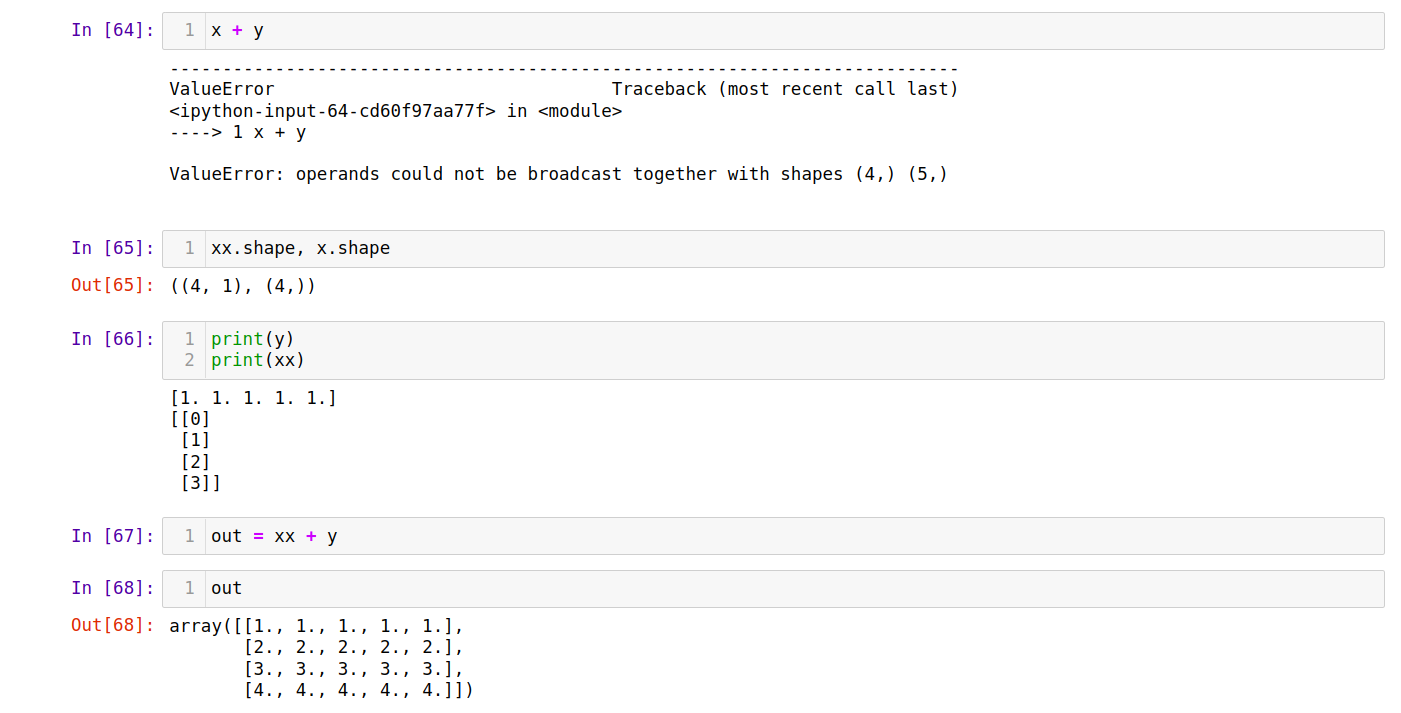 In [64]: 1 x + y
---------------------------------------------------------------------------
ValueError                                Traceback (most recent call last)
<ipython-input-64-cd60f97aa77f> in <module>
----> 1 x + y
ValueError: operands could not be broadcast together with shapes (4,) (5,)
In [65]: 1 xx.shape, x.shape
Out[65]: ((4, 1), (4,))
In [66]: 1 print(y)
2 print(xx)
[1. 1. 1. 1. 1.]
[[0]
 [1]
 [2]
 [3]]
In [67]: 1 out = xx + y
In [68]: 1 out
Out[68]: array([[1., 1., 1., 1., 1.],
       [2., 2., 2., 2., 2.],
       [3., 3., 3., 3., 3.],
       [4., 4., 4., 4., 4.]])